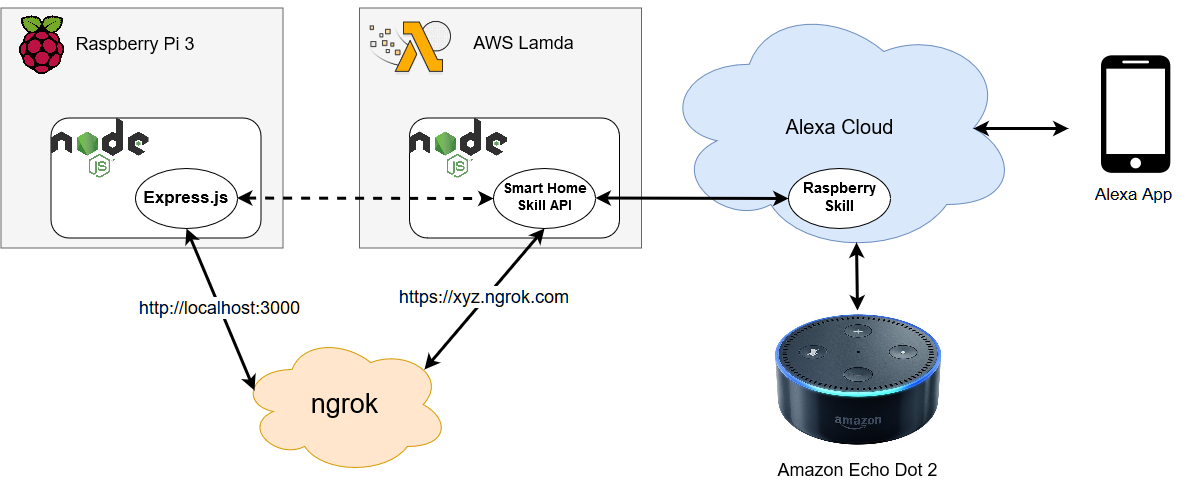 Raspberry Pi 3
AWS Lamda
node
JS
Express.js
node
JS
Smart Home
Skill API
Alexa Cloud
Raspberry
Skill
Alexa App
http://localhost:3000
https://xyz.ngrok.com
ngrok
amazon
Amazon Echo Dot 2